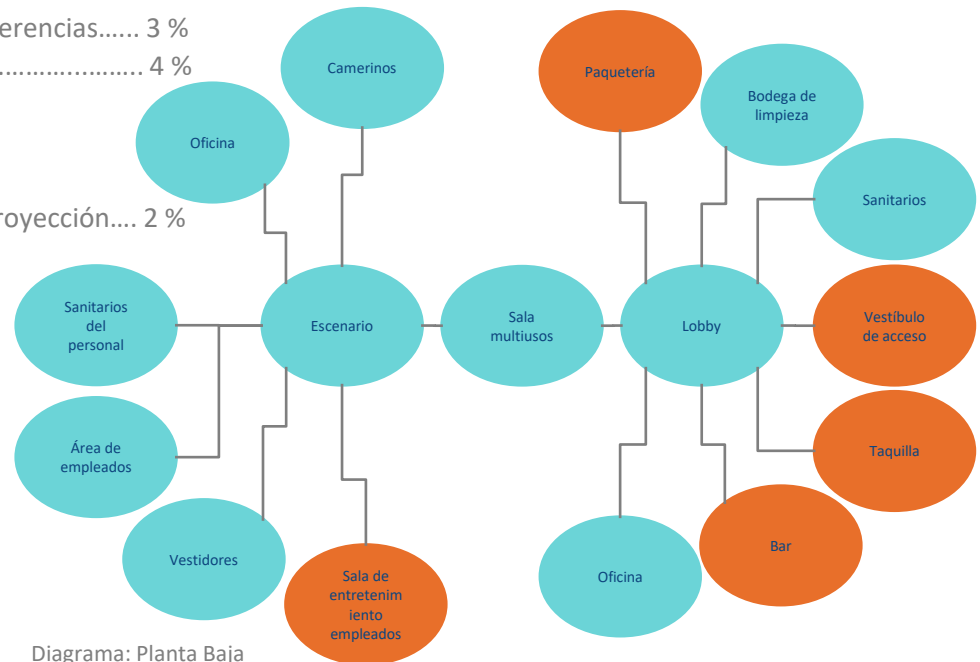 erencias...... 3 %
...................... 4 %
Camerinos
Paquetería
Bodega de
limpieza
Oficina
Sanitarios
royección.... 2 %
Sanitarios
del
personal
Escenario
Sala
multiusos
Lobby
Vestíbulo
de acceso
Área de
empleados
Taquilla
Vestidores
Sala de
entretenim
iento
empleados
Oficina
Bar
Diagrama: Planta Baja